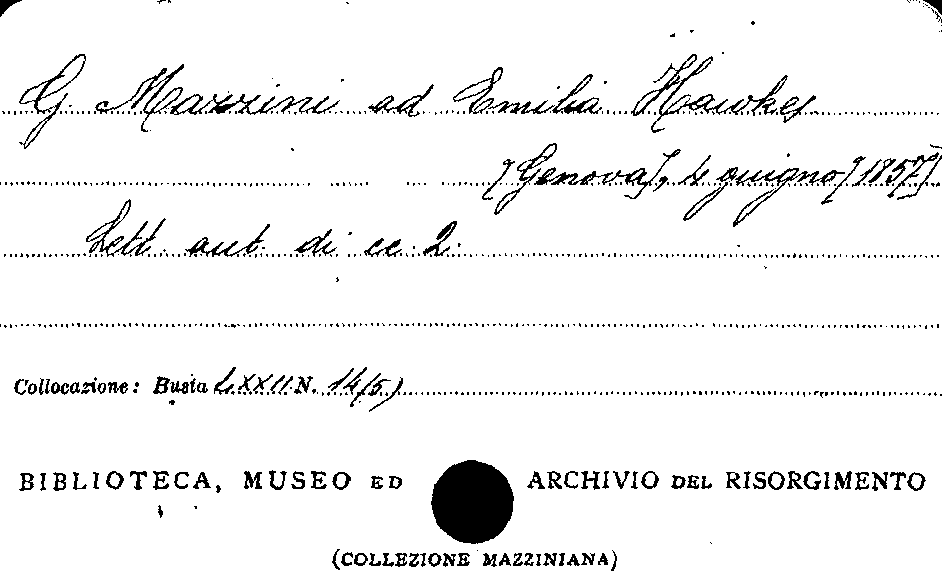 G. Mazzini ad Emilia Hawkes
[Genova], 4 giugno [1857]
Lett. aut. di cc. 2.
Collocazione: Busta LXXII N. 14(5)
BIBLIOTECA, MUSEO ED ARCHIVIO DEL RISORGIMENTO
(COLLEZIONE MAZZINIANA)